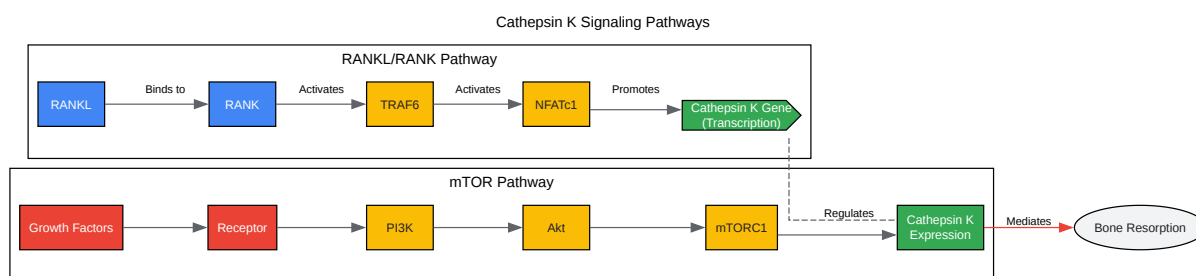 Cathepsin K Signaling Pathways
RANKL/RANK Pathway
RANKL
Binds to
RANK
Activates
TRAF6
Activates
NFATc1
Promotes
Cathepsin K Gene
(Transcription)
mTOR Pathway
Growth Factors
Receptor
PI3K
Akt
mTORC1
Regulates
Cathepsin K
Expression
Mediates
Bone Resorption